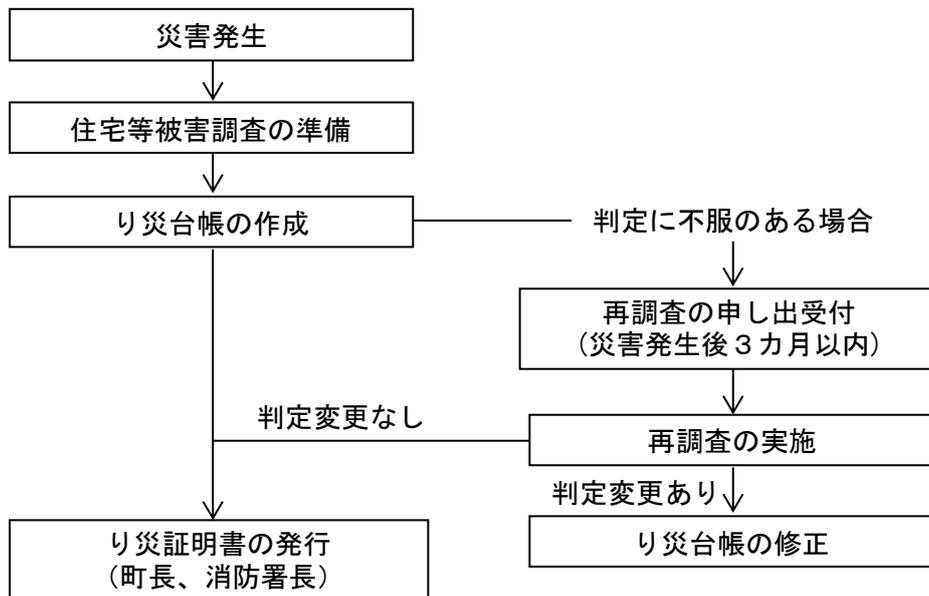 災害発生
住宅等被害調査の準備
り災台帳の作成
判定に不服のある場合
再調査の申し出受付
（災害発生後３カ月以内）
判定変更なし
再調査の実施
判定変更あり
り災証明書の発行
（町長、消防署長）
り災台帳の修正